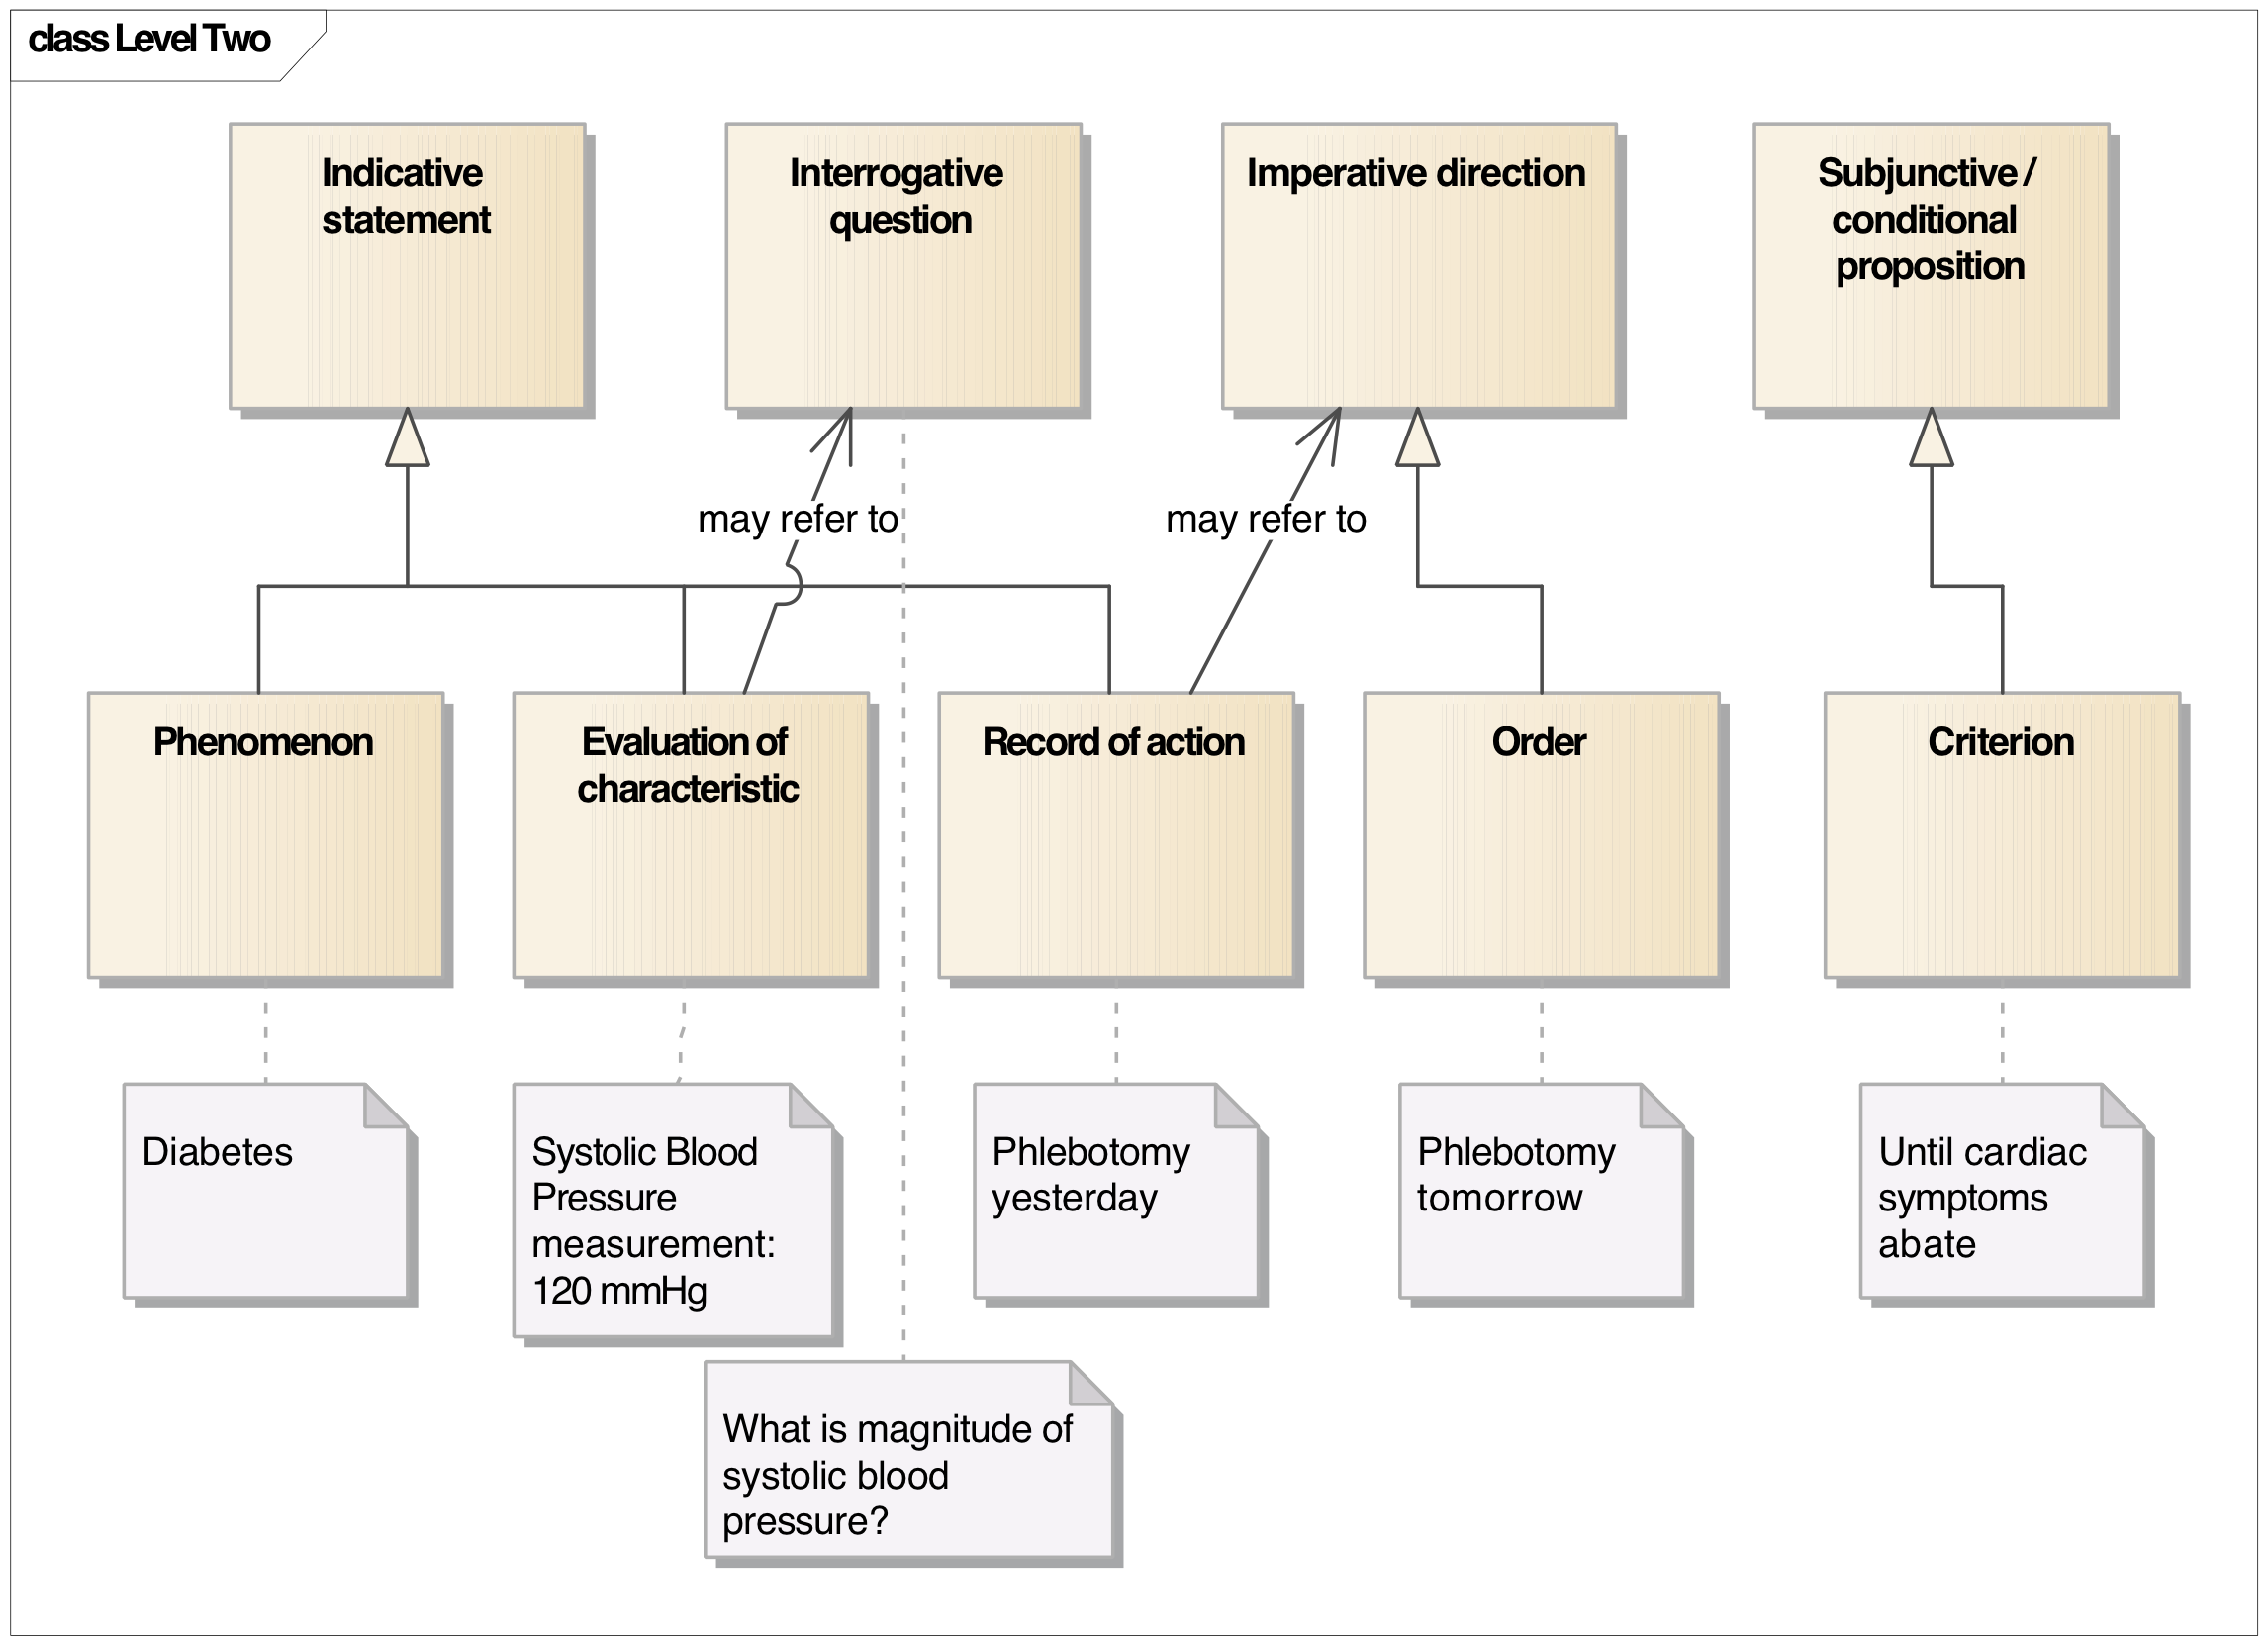 class Level Two
Indicative
statement
Interrogative
question
Imperative direction
Subjunctive /
conditional
proposition
may refer to
may refer to
Phenomenon
Evaluation of
characteristic
Record of action
Order
Criterion
Diabetes
Systolic Blood
Pressure
measurement:
120 mmHg
Phlebotomy
yesterday
Phlebotomy
tomorrow
Until cardiac
symptoms
abate
What is magnitude of
systolic blood
pressure?